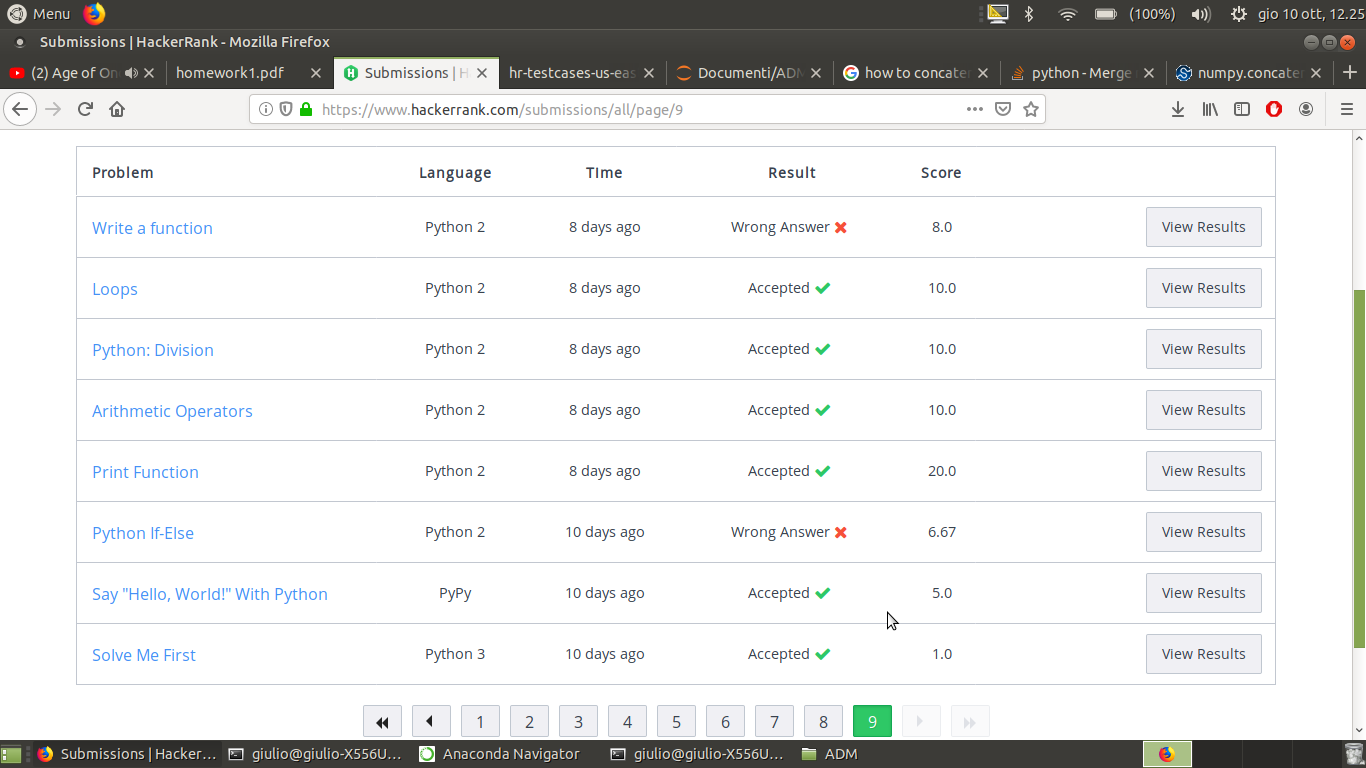 Menu (100%) gio 10 ott, 12.25
Submissions | HackerRank - Mozilla Firefox
(2) Age of On homework1.pdf Submissions | H hr-testcases-us-eas Documenti/ADM how to concate python - Merge numpy.concate
https://www.hackerrank.com/submissions/all/page/9
Problem Language TIme Result Score
Write a function Python 2 8 days ago Wrong Answer 8.0 View Results
Loops Python 2 8 days ago Accepted 10.0 View Results
Python: Division Python 2 8 days ago Accepted 10.0 View Results
Arithmetic Operators Python 2 8 days ago Accepted 10.0 View Results
Print Function Python 2 8 days ago Accepted 20.0 View Results
Python If-Else Python 2 10 days ago Wrong Answer 6.67 View Results
Say "Hello, World!" With Python PyPy 10 days ago Accepted 5.0 View Results
Solve Me First Python 3 10 days ago Accepted 1.0 View Results
1 2 3 4 5 6 7 8 9
Submissions | Hacker... giulio@giulio-X556U... Anaconda Navigator giulio@giulio-X556U... ADM